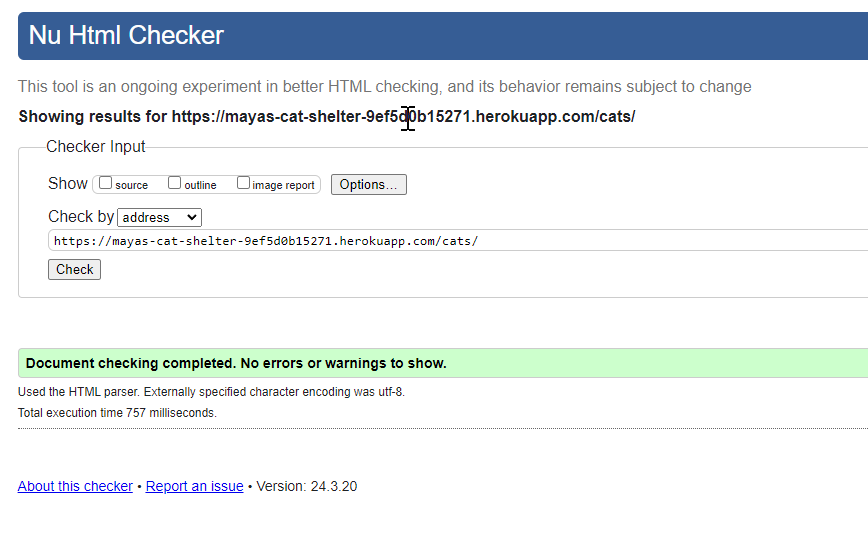 Nu Html Checker
This tool is an ongoing experiment in better HTML checking, and its behavior remains subject to change
Showing results for https://mayas-cat-shelter-9ef5d0b15271.herokuapp.com/cats/
Checker Input
Show source outline image report Options...
Check by address
https://mayas-cat-shelter-9ef5d0b15271.herokuapp.com/cats/
Check
Document checking completed. No errors or warnings to show.
Used the HTML parser. Externally specified character encoding was utf-8.
Total execution time 757 milliseconds.
About this checker • Report an issue • Version: 24.3.20